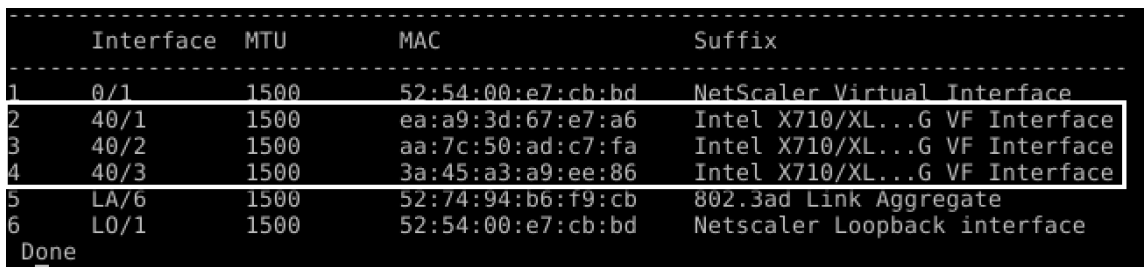 Interface MTU MAC Suffix
1 0/1 1500 52:54:00:e7:cb:bd NetScaler Virtual Interface
2 40/1 1500 ea:a9:3d:67:e7:a6 Intel X710/XL...G VF Interface
3 40/2 1500 aa:7c:50:ad:c7:fa Intel X710/XL...G VF Interface
4 40/3 1500 3a:45:a3:a9:ee:86 Intel X710/XL...G VF Interface
5 LA/6 1500 52:74:94:b6:f9:cb 802.3ad Link Aggregate
6 LO/1 1500 52:54:00:e7:cb:bd Netscaler Loopback interface
Done